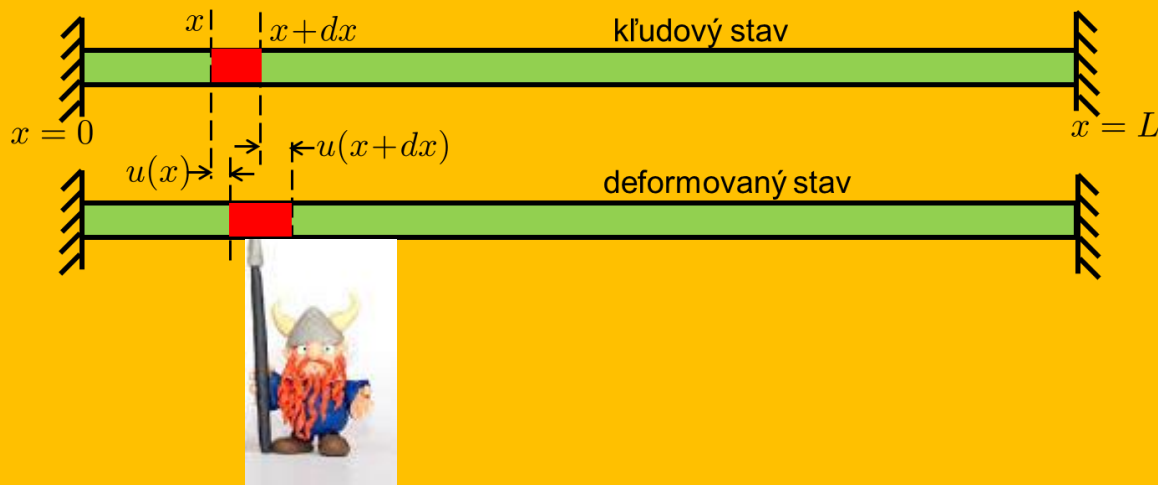 x
x+dx
kľudový stav
x = 0
x = L
u(x)
u(x+dx)
deformovaný stav